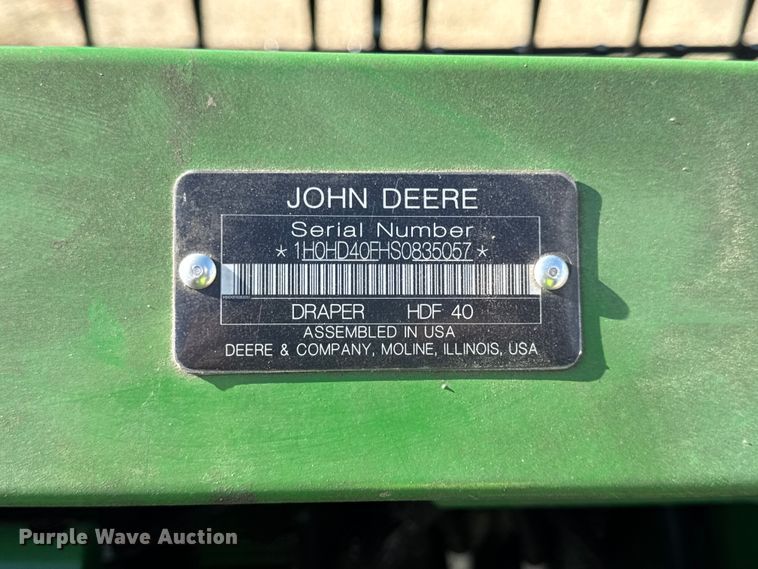 JOHN DEERE
Serial Number
*1H0HD40FHS0835057*
DRAPER HDF 40
ASSEMBLED IN USA
DEERE & COMPANY, MOLINE, ILLINOIS, USA
Purple Wave Auction